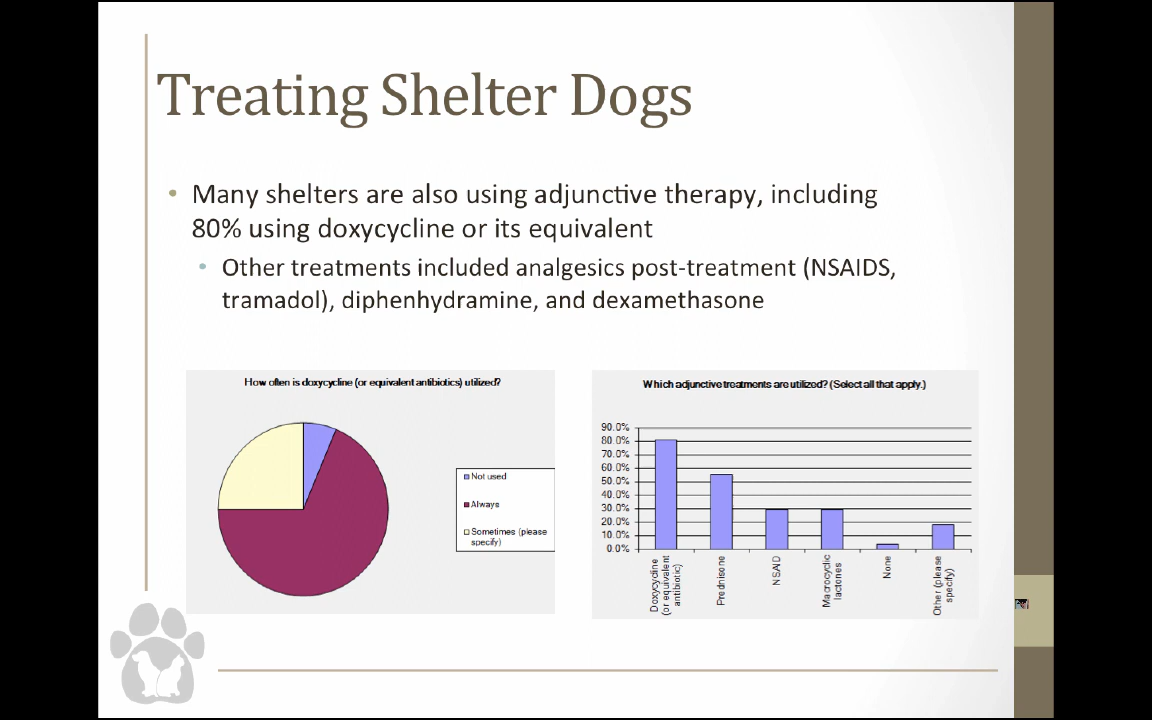 Treating Shelter Dogs
• Many shelters are also using adjunctive therapy, including
80% using doxycycline or its equivalent
• Other treatments included analgesics post-treatment (NSAIDS,
tramadol), diphenhydramine, and dexamethasone
How often is doxycycline (or equivalent antibiotics) utilized?
Not used
Always
Sometimes (please
specify)
Which adjunctive treatments are utilized? (Select all that apply.)
90.0%
80.0%
70.0%
60.0%
50.0%
40.0%
30.0%
20.0%
10.0%
0.0%
Doxycycline
(or equivalent
antibiotic)
Prednisone
NSAID
Macrocyclic
lactones
None
Other (please
specify)